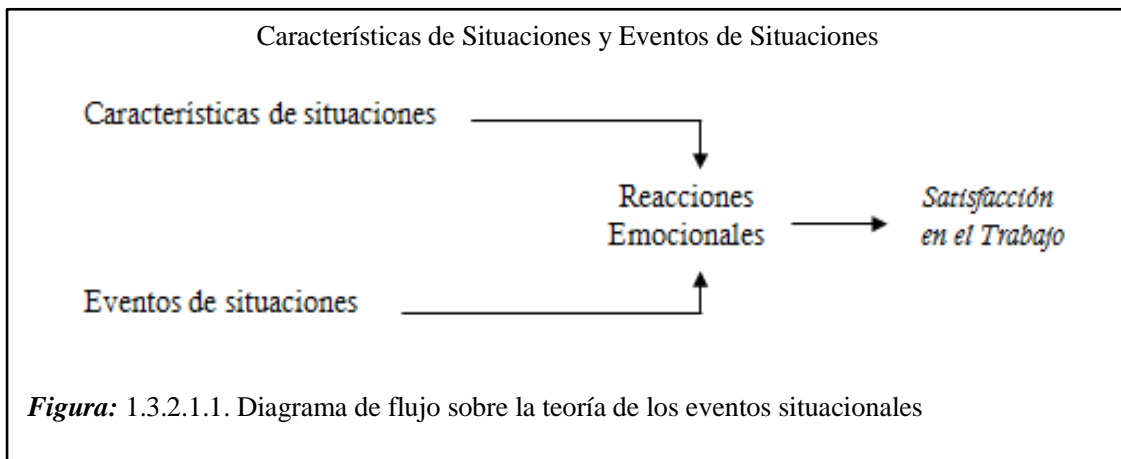 Características de Situaciones y Eventos de Situaciones
Características de situaciones
Reacciones
Emocionales
Satisfacción
en el Trabajo
Eventos de situaciones
Figura: 1.3.2.1.1. Diagrama de flujo sobre la teoría de los eventos situacionales